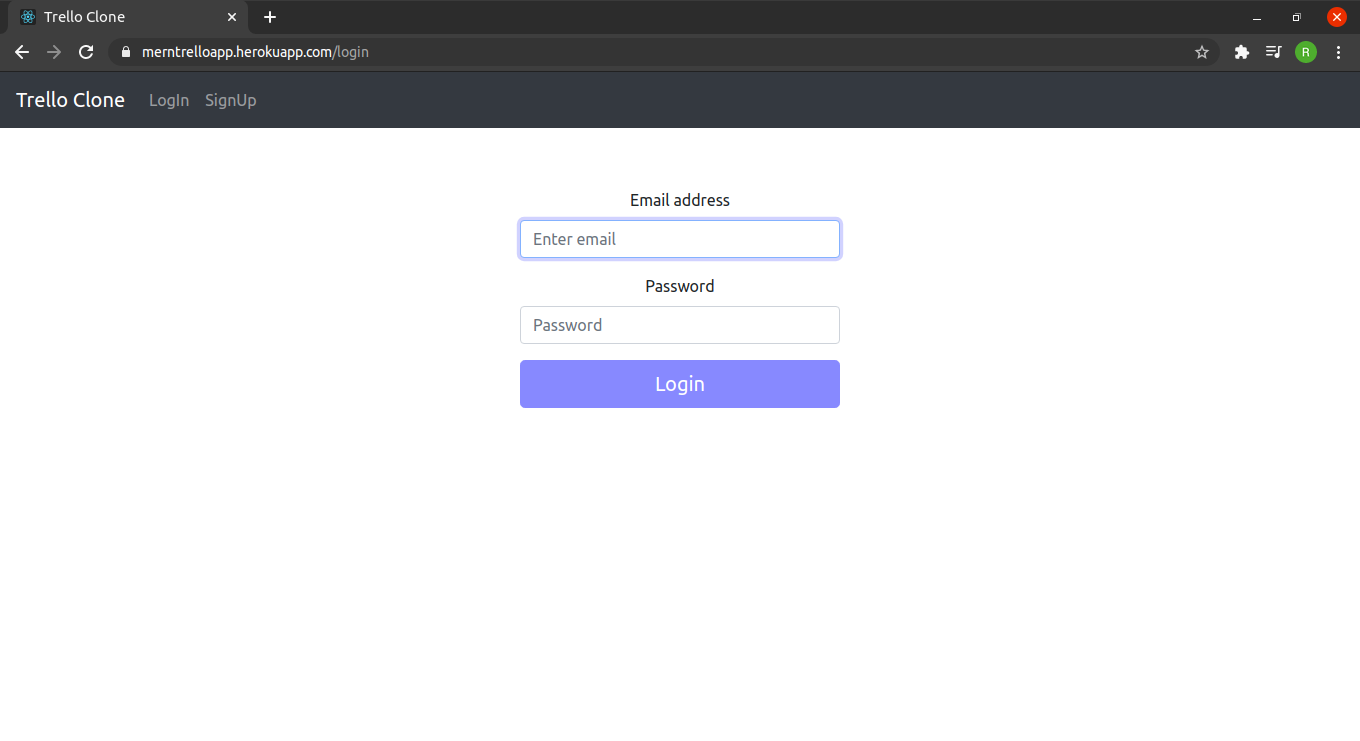 Trello Clone
merntrelloapp.herokuapp.com/login
R
Trello Clone LogIn SignUp
Email address
Enter email
Password
Password
Login